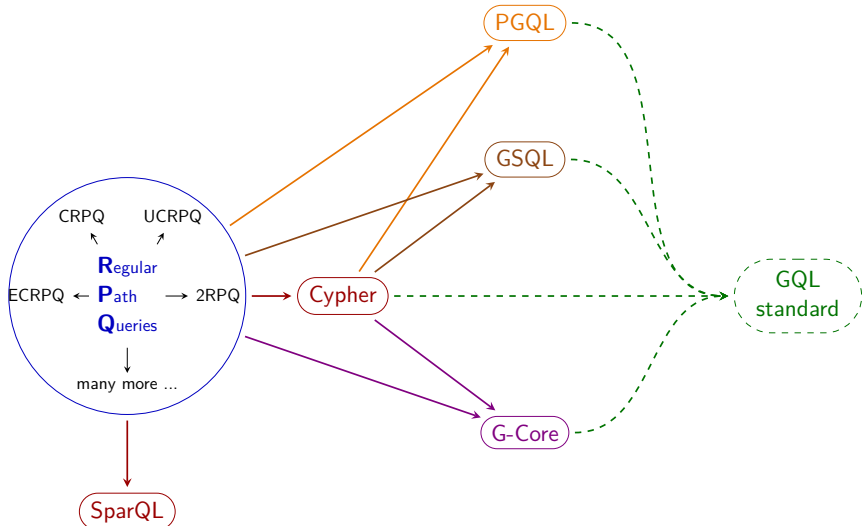 PGQL
GSQL
CRPQ
UCRPQ
Regular
Path
Queries
ECRPQ
2RPQ
many more ...
Cypher
GQL
standard
G-Core
SparQL